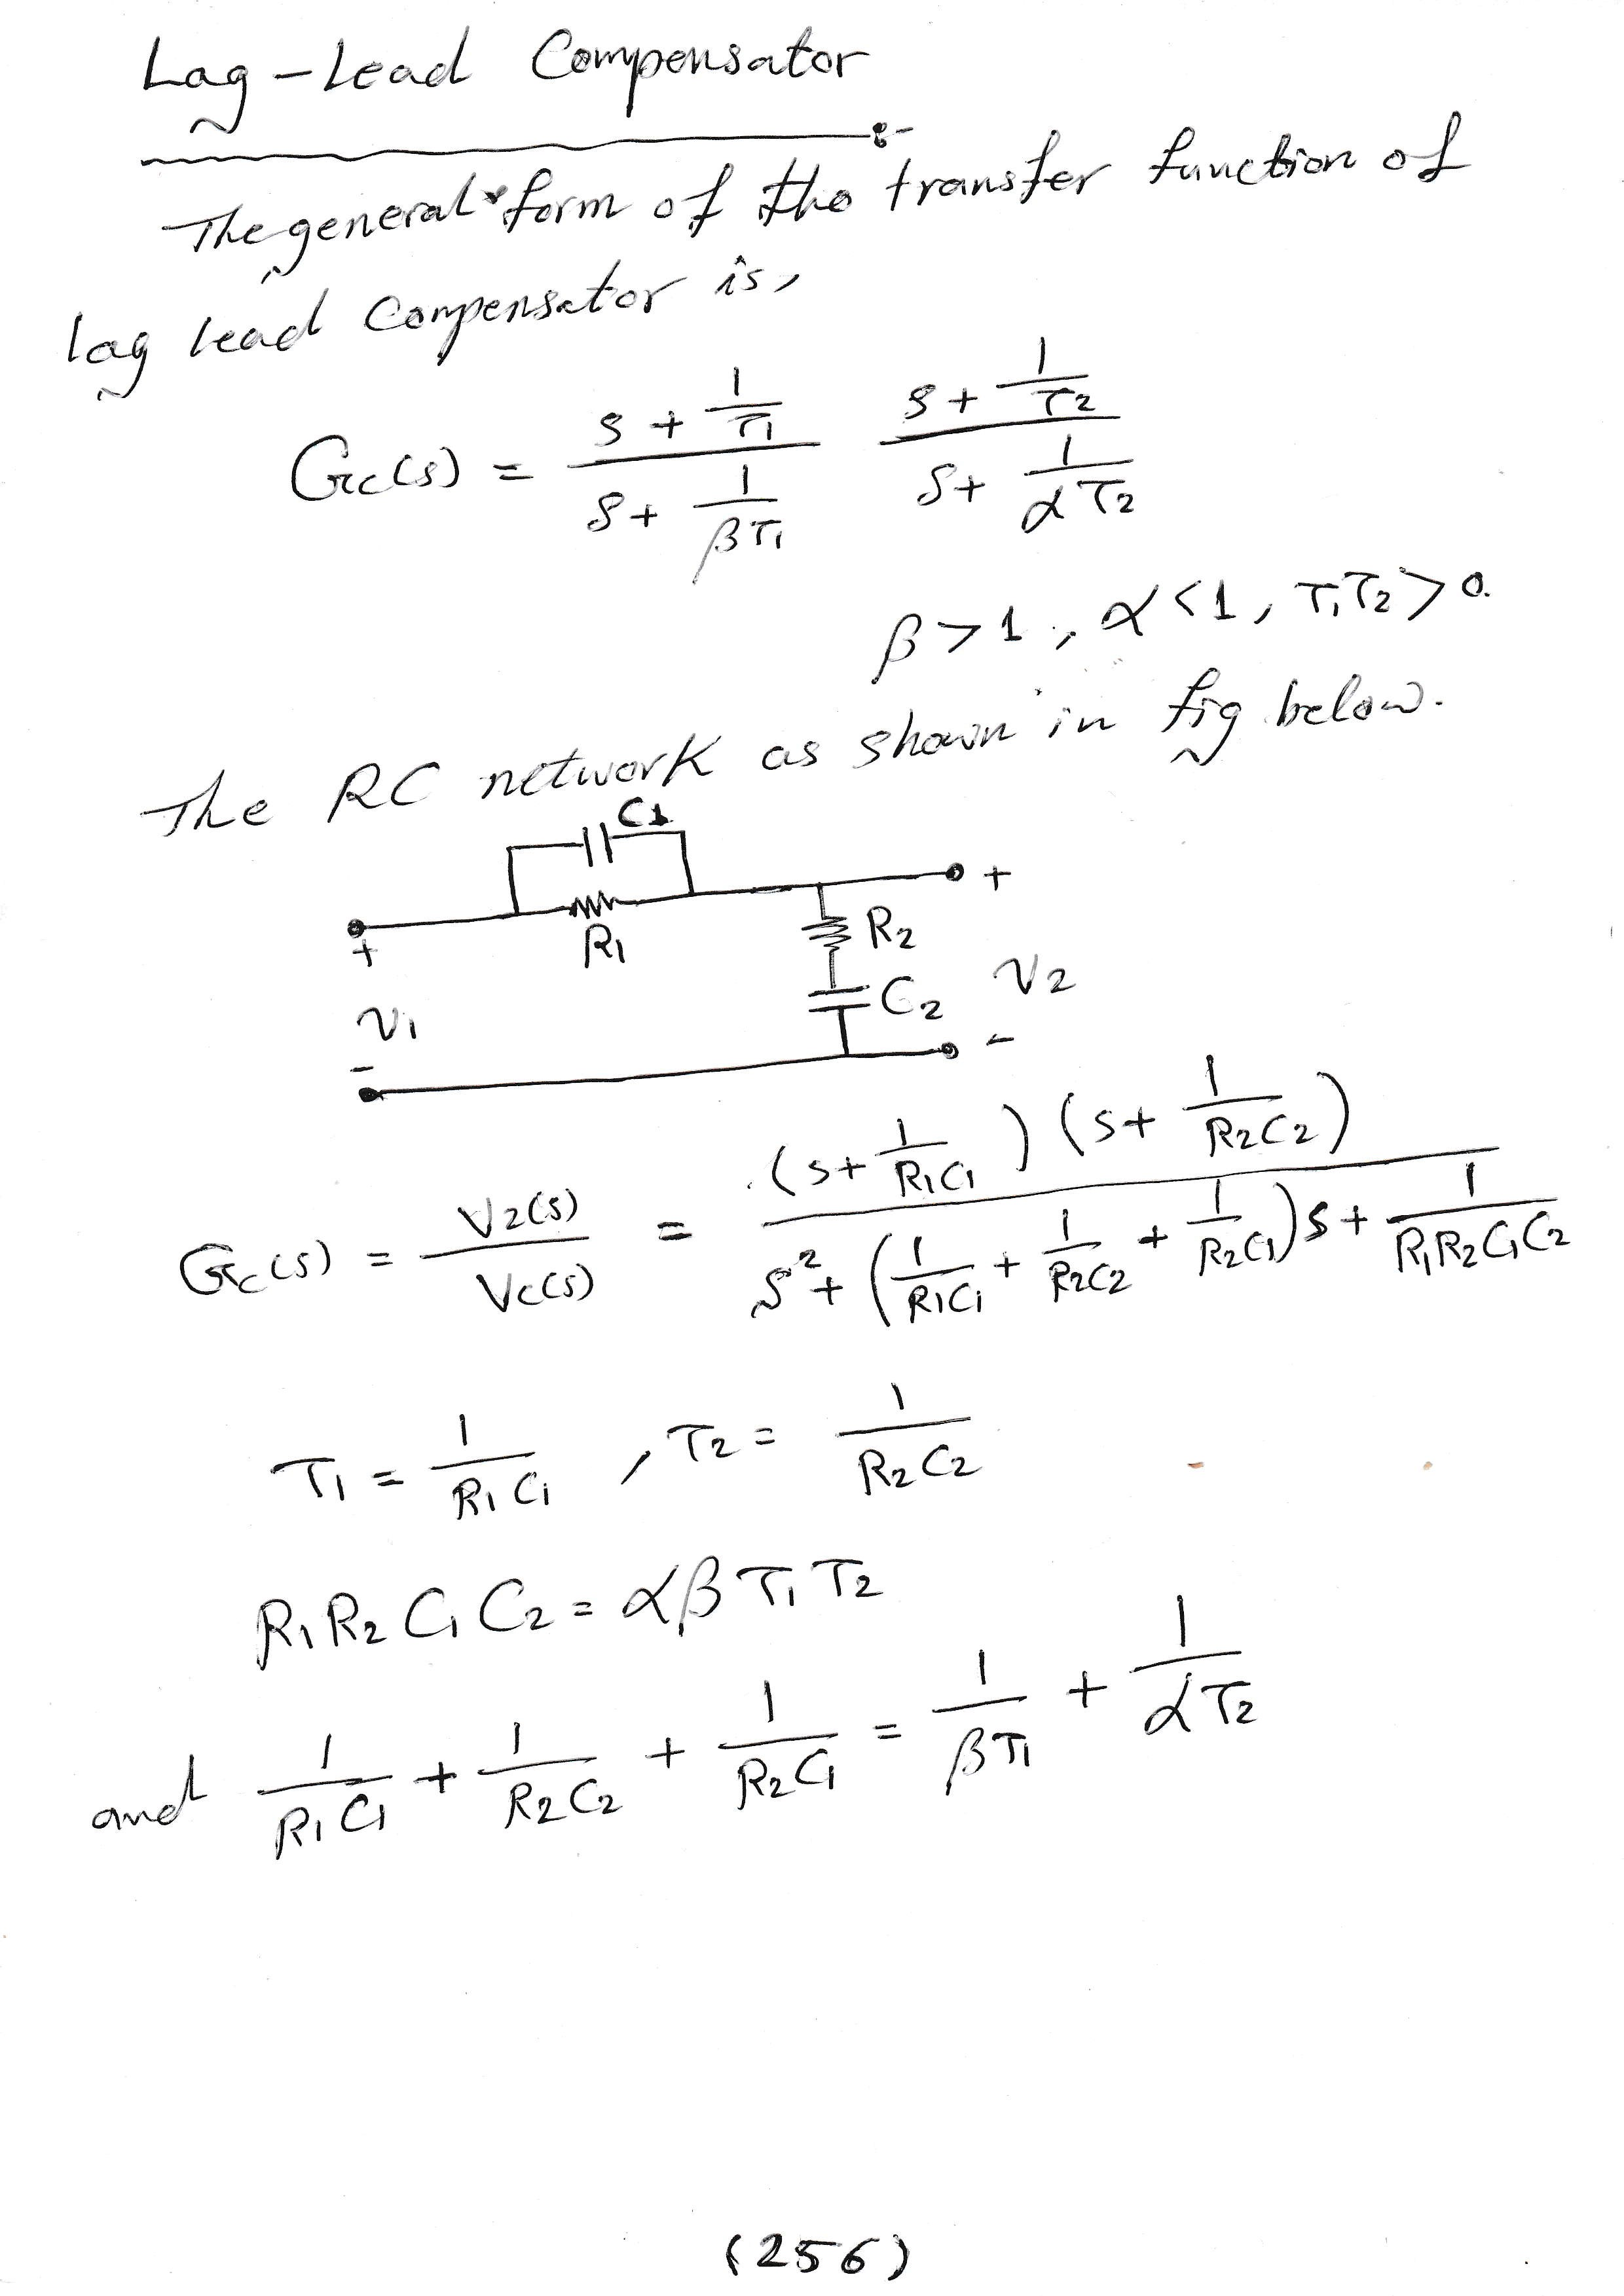 Lag-Lead Compensator
The general form of the transfer function of
lag lead compensator is,
Gc(s) = (s + 1/T1)/(s + 1/βT1) (s + 1/T2)/(s + 1/αT2)
β > 1, α < 1, T1T2 > 0.
The RC network as shown in fig below.
C1
+ R1 R2 +
V1 C2 V2
- -
Gc(s) = V2(s)/Vc(s) = (s + 1/R1C1)(s + 1/R2C2)/(s² + (1/R1C1 + 1/R2C2 + 1/R2C1)s + 1/R1R2C1C2)
T1 = 1/R1C1, T2 = 1/R2C2
R1R2C1C2 = αβT1T2
and 1/R1C1 + 1/R2C2 + 1/R2C1 = 1/βT1 + 1/αT2
(256)